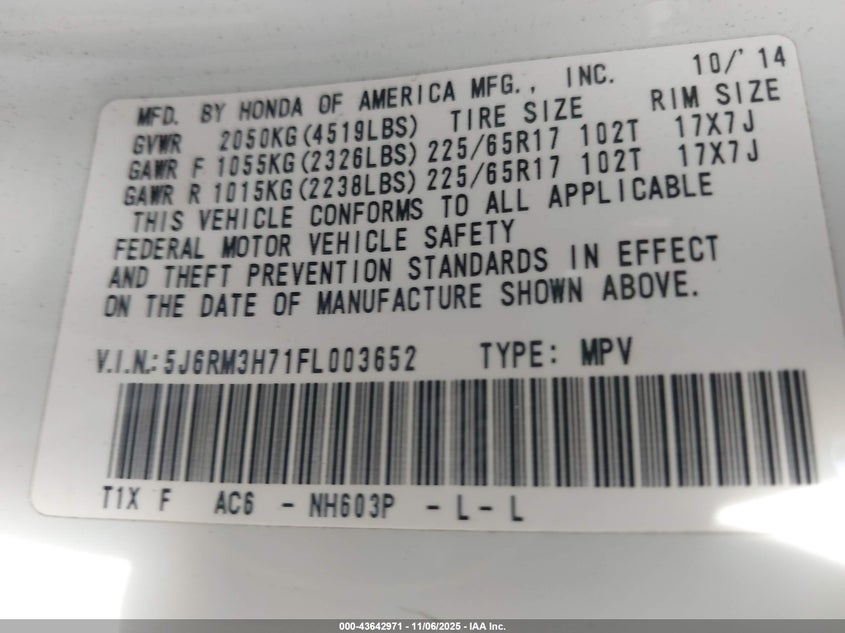 MFD. BY HONDA OF AMERICA MFG., INC. 10/'14
GVWR 2050KG(4519LBS) TIRE SIZE RIM SIZE
GAWR F 1055KG(2326LBS) 225/65R17 102T 17X7J
GAWR R 1015KG(2238LBS) 225/65R17 102T 17X7J
THIS VEHICLE CONFORMS TO ALL APPLICABLE
FEDERAL MOTOR VEHICLE SAFETY
AND THEFT PREVENTION STANDARDS IN EFFECT
ON THE DATE OF MANUFACTURE SHOWN ABOVE.
V.I.N.: 5J6RM3H71FL003652 TYPE: MPV
T1X F AC6 - NH603P - L - L
000-43642971 - 11/06/2025 - IAA Inc.